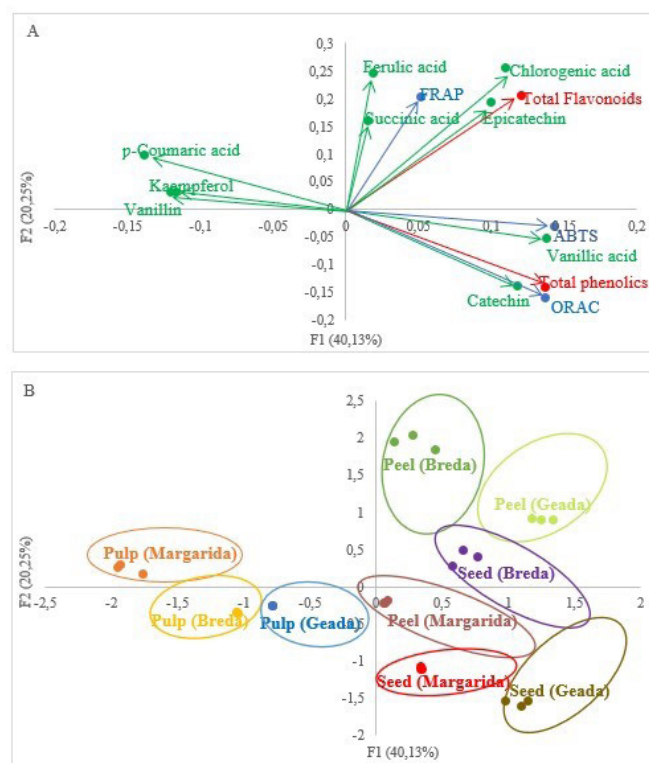 A
0,3
0,25
0,2
0,15
0,1
0,05
0
-0,05
-0,1
-0,15
-0,2
-0,2 -0,15 -0,1 -0,05 0 0,05 0,1 0,15 0,2
Ferulic acid
Chlorogenic acid
FRAP
Total Flavonoids
Succinic acid
Epicatechin
p-Coumaric acid
Kaempferol
Vanillin
ABTS
Vanillic acid
Total phenolics
Catechin
ORAC
F2 (20,25%)
F1 (40,13%)
B
2,5
2
1,5
1
0,5
0
-0,5
-1
-1,5
-2
-2,5 -2 -1,5 -1 -0,5 0 0,5 1 1,5 2
Peel (Breda)
Peel (Geada)
Pulp (Margarida)
Seed (Breda)
Pulp (Breda)
Pulp (Geada)
Peel (Margarida)
Seed (Margarida)
Seed (Geada)
F2 (20,25%)
F1 (40,13%)